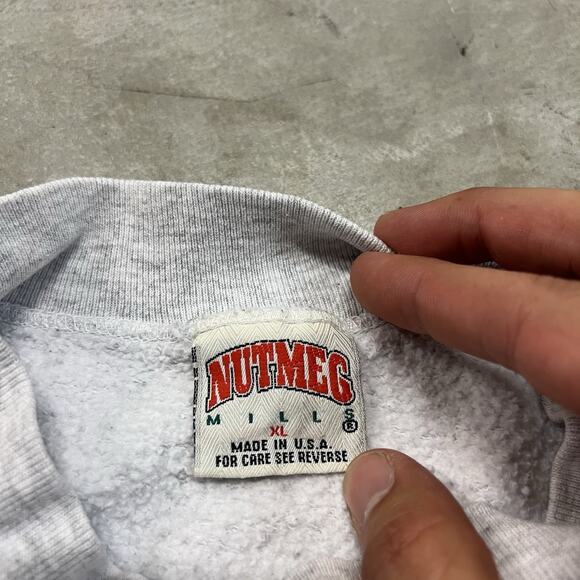 NUTMEG
MILLS®
XL
MADE IN U.S.A.
FOR CARE SEE REVERSE